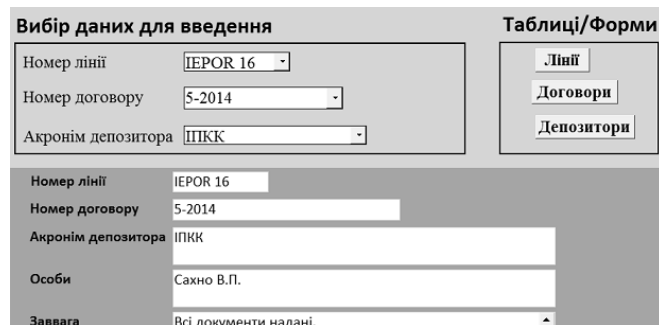 Вибір даних для введення
Таблиці/Форми
Номер лінії IEPOR 16
Лінії
Номер договору 5-2014
Договори
Акронім депозитора ІПКК
Депозитори
Номер лінії IEPOR 16
Номер договору 5-2014
Акронім депозитора ІПКК
Особи Сахно В.П.
Заввага Всі документи надані.